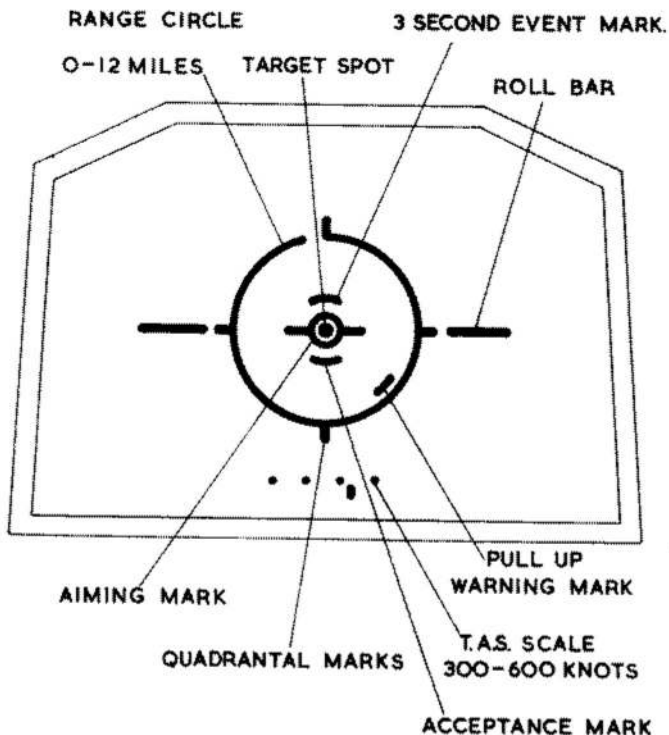 RANGE CIRCLE
0-12 MILES
TARGET SPOT
3 SECOND EVENT MARK.
ROLL BAR
AIMING MARK
QUADRANTAL MARKS
PULL UP
WARNING MARK
T.A.S. SCALE
300-600 KNOTS
ACCEPTANCE MARK